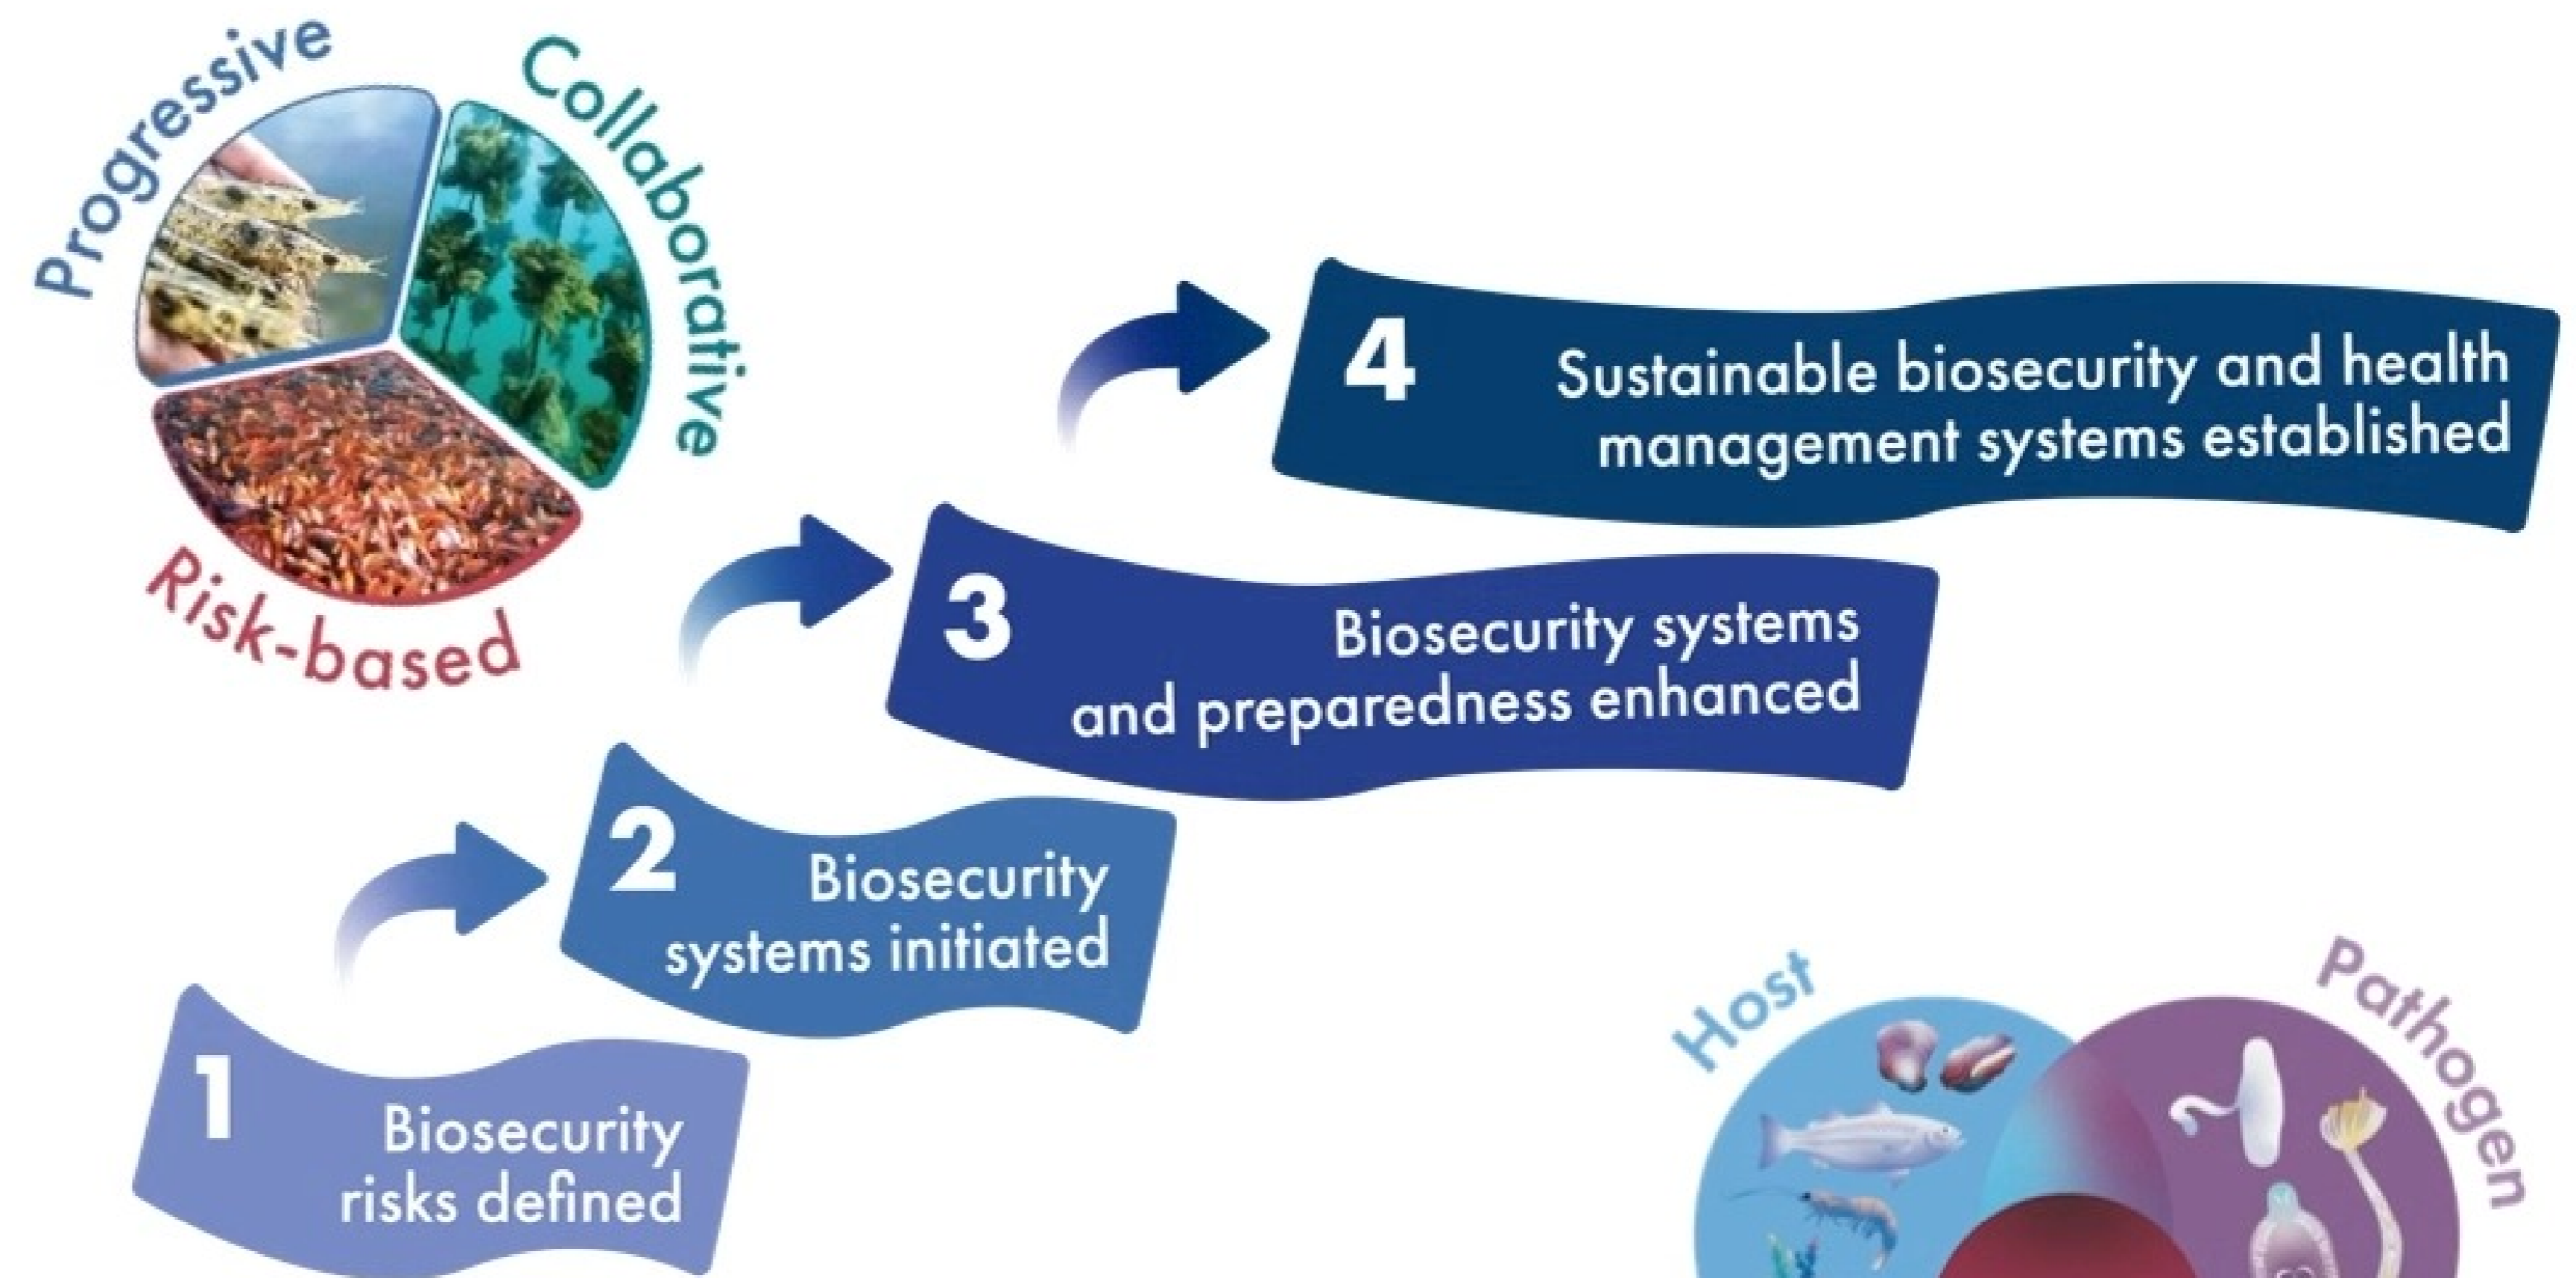 Progressive
Collaborative
Risk-based
4
Sustainable biosecurity and health
management systems established
3
Biosecurity systems
and preparedness enhanced
2
Biosecurity
systems initiated
1
Biosecurity
risks defined
Host
Pathogen